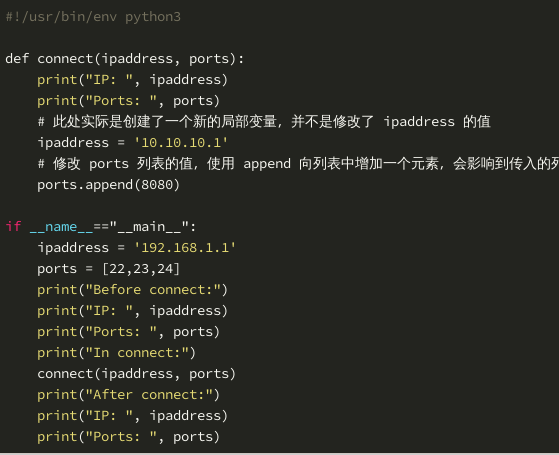 #!/usr/bin/env python3
def connect(ipaddress, ports):
    print("IP: ", ipaddress)
    print("Ports: ", ports)
    # 此处实际是创建了一个新的局部变量，并不是修改了 ipaddress 的值
    ipaddress = '10.10.10.1'
    # 修改 ports 列表的值，使用 append 向列表中增加一个元素，会影响到传入的列
    ports.append(8080)
if __name__=="__main__":
    ipaddress = '192.168.1.1'
    ports = [22,23,24]
    print("Before connect:")
    print("IP: ", ipaddress)
    print("Ports: ", ports)
    print("In connect:")
    connect(ipaddress, ports)
    print("After connect:")
    print("IP: ", ipaddress)
    print("Ports: ", ports)